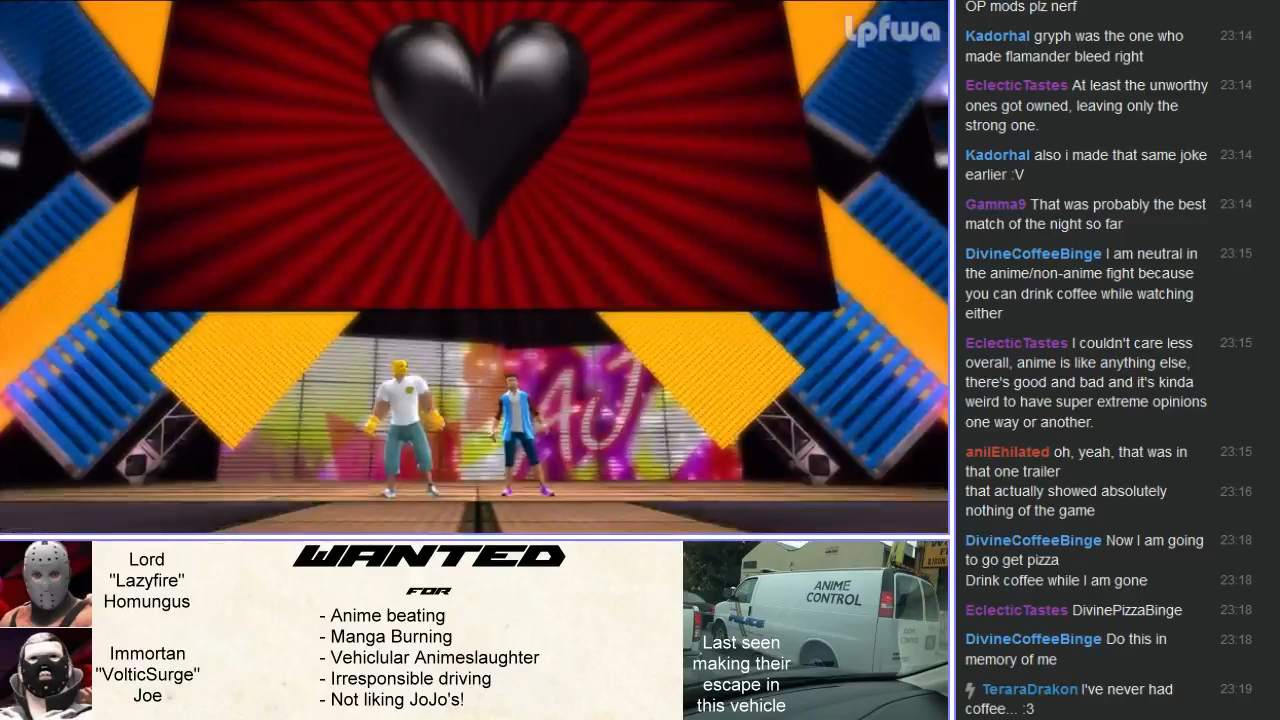 lpfwa
OP mods plz nerf
Kadorhal gryph was the one who 23:14
made flamander bleed right
EclecticTastes At least the unworthy 23:14
ones got owned, leaving only the
strong one.
Kadorhal also i made that same joke 23:14
earlier :V
Gamma9 That was probably the best 23:14
match of the night so far
DivineCoffeeBinge I am neutral in 23:15
the anime/non-anime fight because
you can drink coffee while watching
either
EclecticTastes I couldn't care less 23:15
overall, anime is like anything else,
there's good and bad and it's kinda
weird to have super extreme opinions
one way or another.
anilEhilated oh, yeah, that was in 23:15
that one trailer
that actually showed absolutely 23:16
nothing of the game
DivineCoffeeBinge Now I am going 23:18
to go get pizza
Drink coffee while I am gone 23:18
EclecticTastes DivinePizzaBinge 23:18
DivineCoffeeBinge Do this in 23:18
memory of me
TeraraDrakon I've never had 23:19
coffee... :3
Lord
"Lazyfire"
Homungus
Immortan
"VolticSurge"
Joe
WANTED
FOR
- Anime beating
- Manga Burning
- Vehiclular Animeslaughter
- Irresponsible driving
- Not liking JoJo's!
ANIME
CONTROL
POLICE
Last seen
making their
escape in
this vehicle